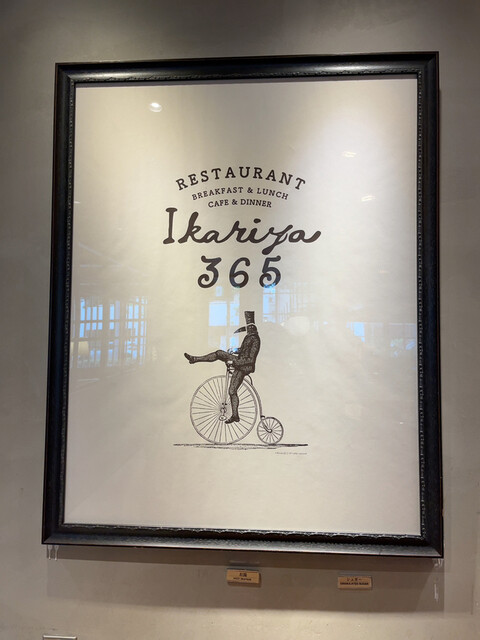 RESTAURANT
BREAKFAST & LUNCH
CAFE & DINNER
Ikariya
365